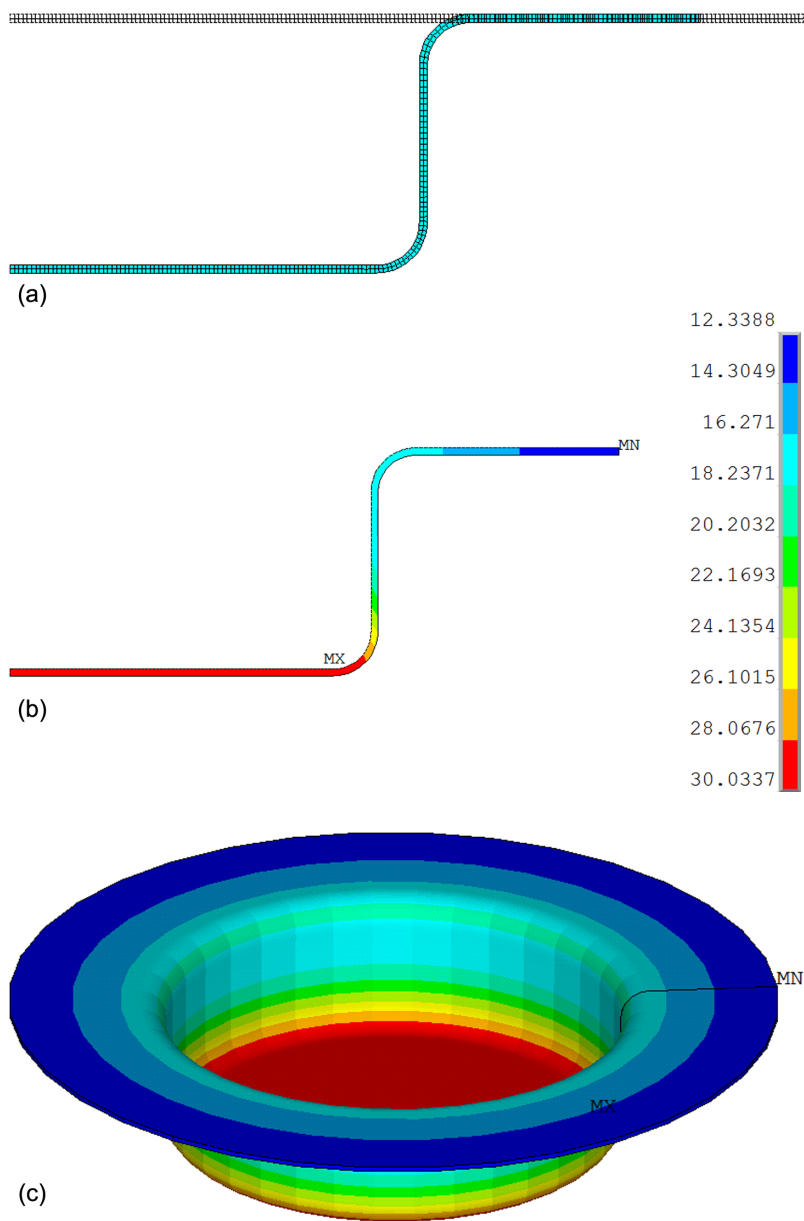 (a)
12.3388
14.3049
16.271
18.2371
20.2032
22.1693
24.1354
26.1015
28.0676
30.0337
MN
MX
(b)
MN
MX
(c)